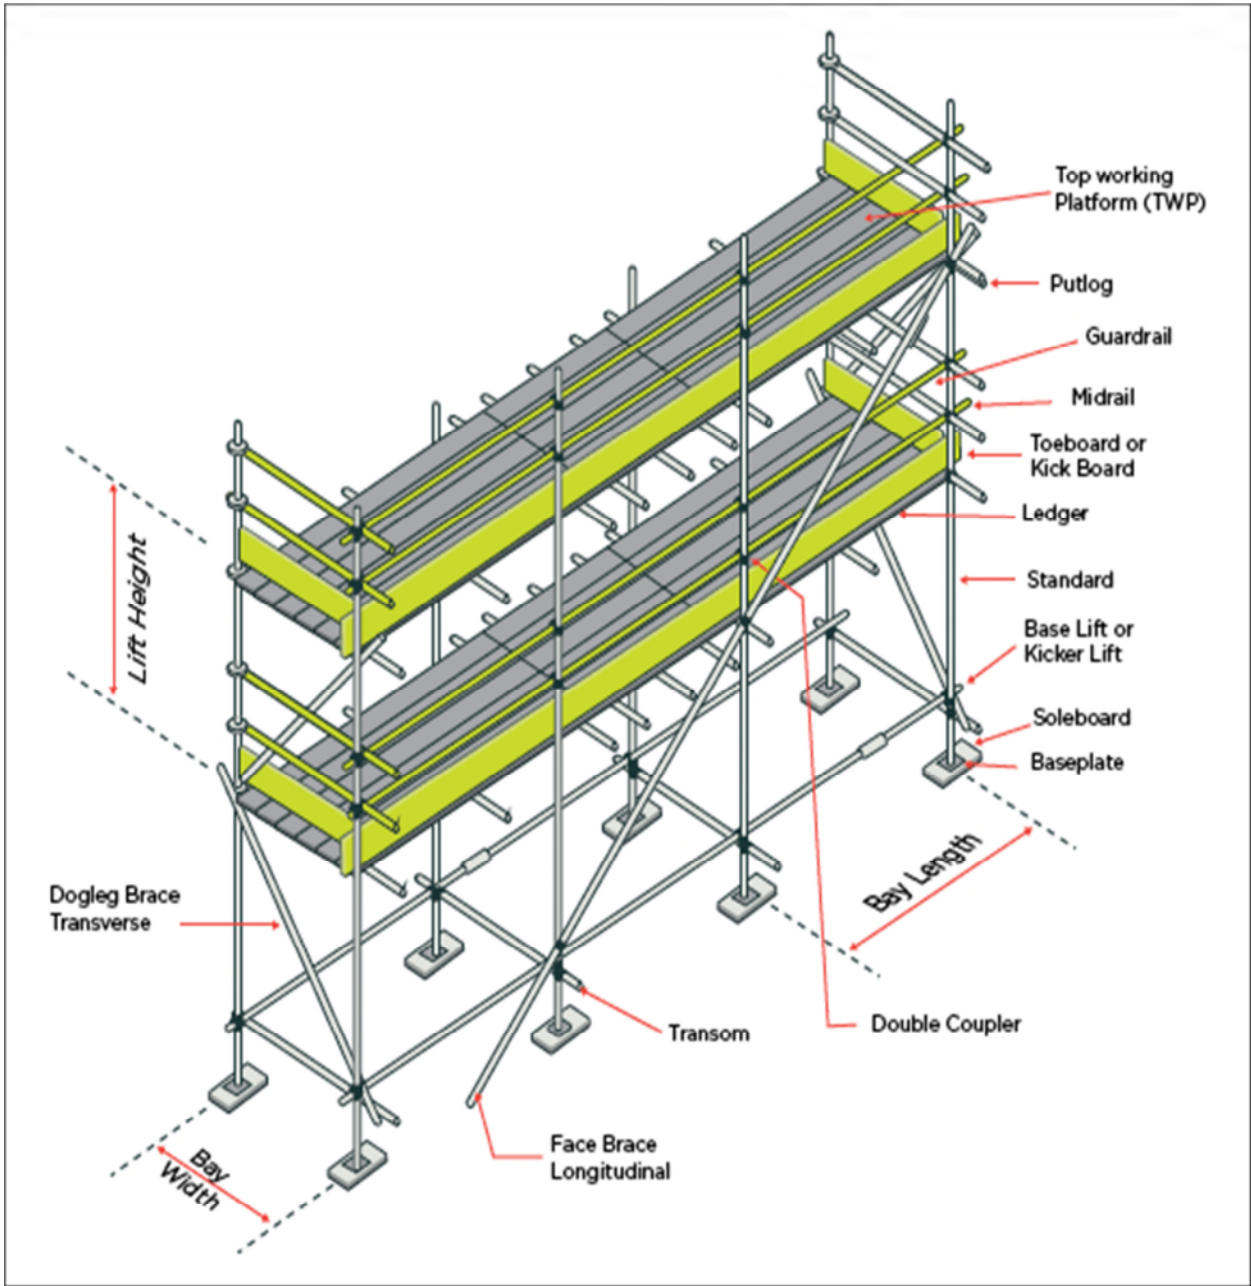 Top working
Platform (TWP)
Putlog
Guardrail
Midrail
Toeboard or
Kick Board
Ledger
Standard
Base Lift or
Kicker Lift
Soleboard
Baseplate
Lift Height
Bay Length
Dogleg Brace
Transverse
Transom
Double Coupler
Face Brace
Longitudinal
Bay
Width